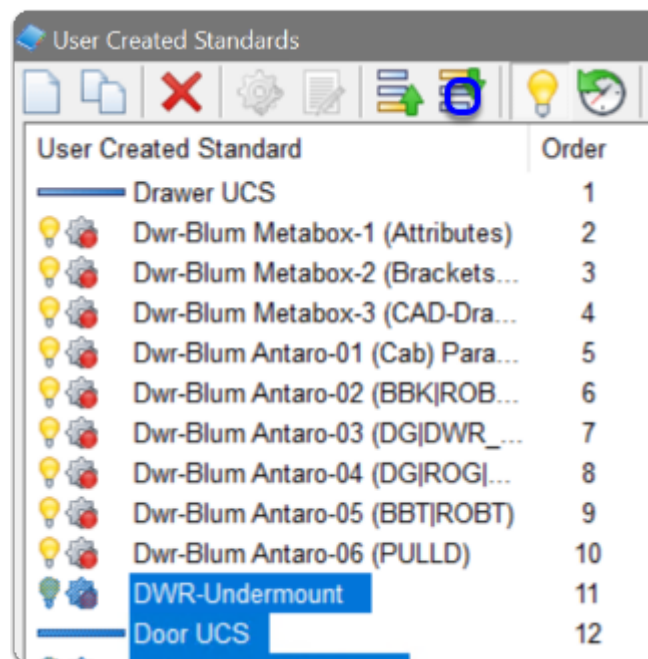 User Created Standards
User Created Standard Order
Drawer UCS 1
Dwr-Blum Metabox-1 (Attributes) 2
Dwr-Blum Metabox-2 (Brackets... 3
Dwr-Blum Metabox-3 (CAD-Dra... 4
Dwr-Blum Antaro-01 (Cab) Para... 5
Dwr-Blum Antaro-02 (BBK|ROB... 6
Dwr-Blum Antaro-03 (DG|DWR_... 7
Dwr-Blum Antaro-04 (DG|ROG|... 8
Dwr-Blum Antaro-05 (BBT|ROBT) 9
Dwr-Blum Antaro-06 (PULLD) 10
DWR-Undermount 11
Door UCS 12